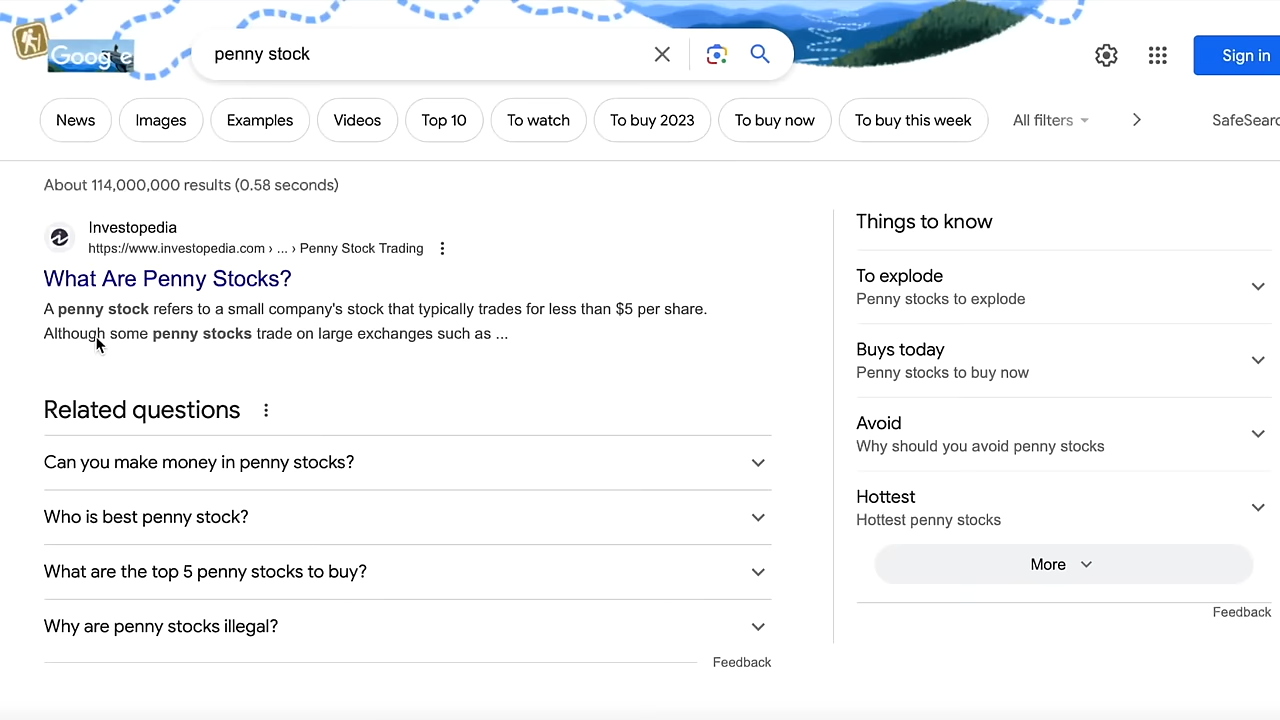 Google
penny stock
Sign in
News
Images
Examples
Videos
Top 10
To watch
To buy 2023
To buy now
To buy this week
All filters
SafeSearc
About 114,000,000 results (0.58 seconds)
Investopedia
https://www.investopedia.com › ... › Penny Stock Trading
What Are Penny Stocks?
A penny stock refers to a small company's stock that typically trades for less than $5 per share.
Although some penny stocks trade on large exchanges such as ...
Related questions
Can you make money in penny stocks?
Who is best penny stock?
What are the top 5 penny stocks to buy?
Why are penny stocks illegal?
Feedback
Things to know
To explode
Penny stocks to explode
Buys today
Penny stocks to buy now
Avoid
Why should you avoid penny stocks
Hottest
Hottest penny stocks
More
Feedback